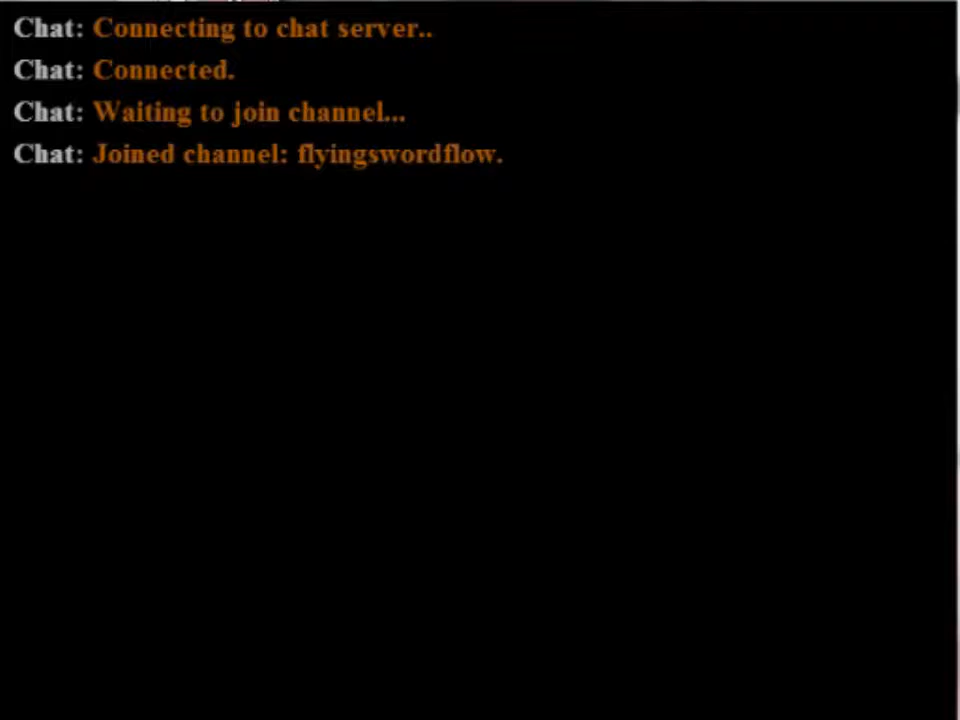 Chat: Connecting to chat server..
Chat: Connected.
Chat: Waiting to join channel...
Chat: Joined channel: flyingswordflow.